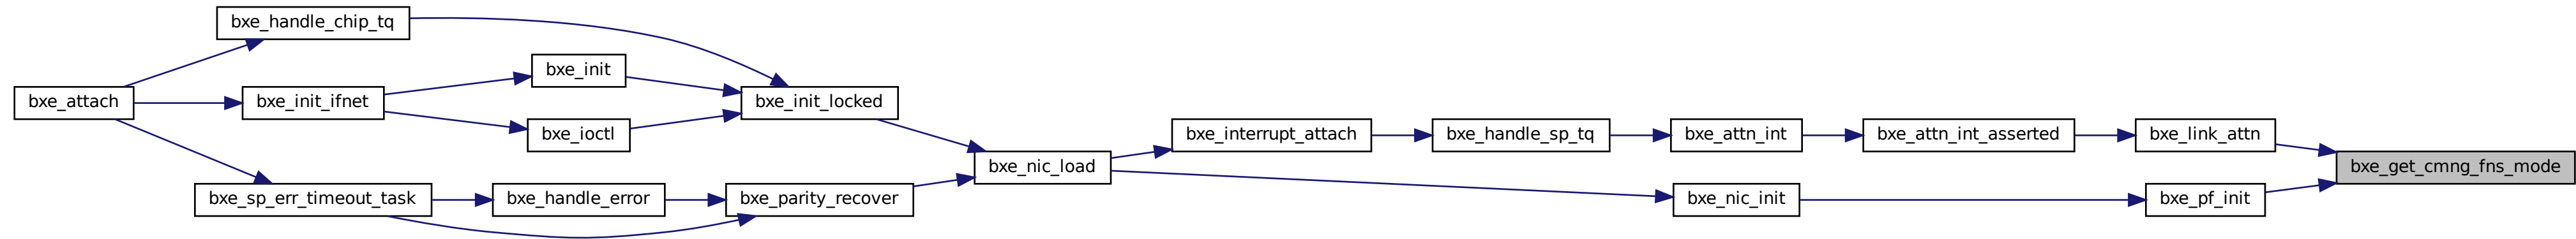 bxe_handle_chip_tq
bxe_attach
bxe_init_ifnet
bxe_init
bxe_ioctl
bxe_init_locked
bxe_sp_err_timeout_task
bxe_handle_error
bxe_parity_recover
bxe_nic_load
bxe_interrupt_attach
bxe_handle_sp_tq
bxe_attn_int
bxe_attn_int_asserted
bxe_link_attn
bxe_nic_init
bxe_pf_init
bxe_get_cmng_fns_mode